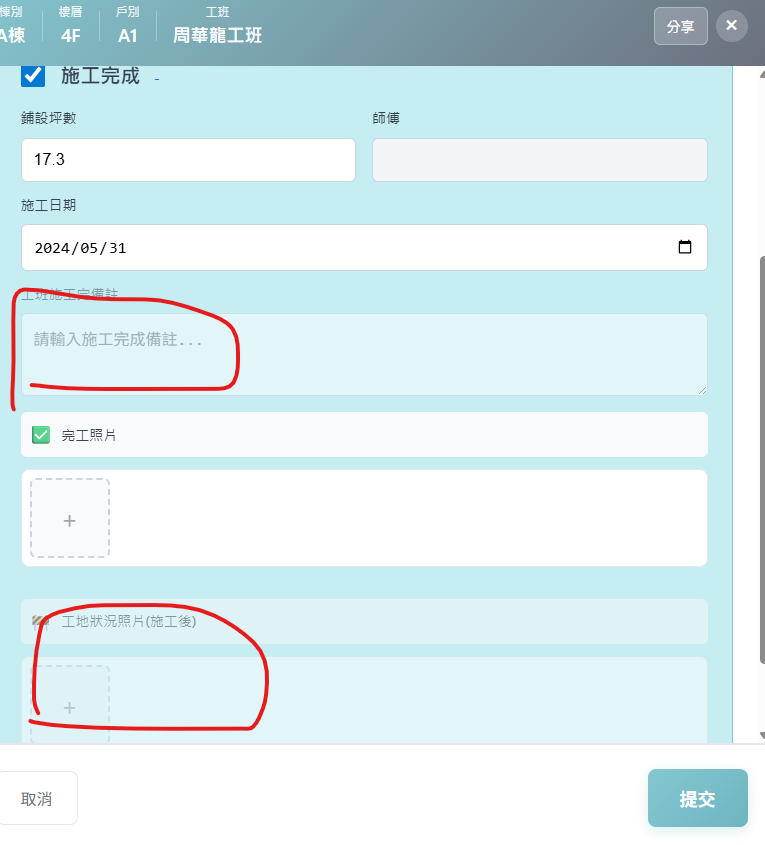 棟別 樓層 戶別 工班
A棟 4F A1 周華龍工班
分享 ×
施工完成 -
鋪設坪數 師傅
17.3
施工日期
2024/05/31
工班施工完備註
請輸入施工完成備註...
完工照片
+
工地狀況照片(施工後)
+
取消 提交